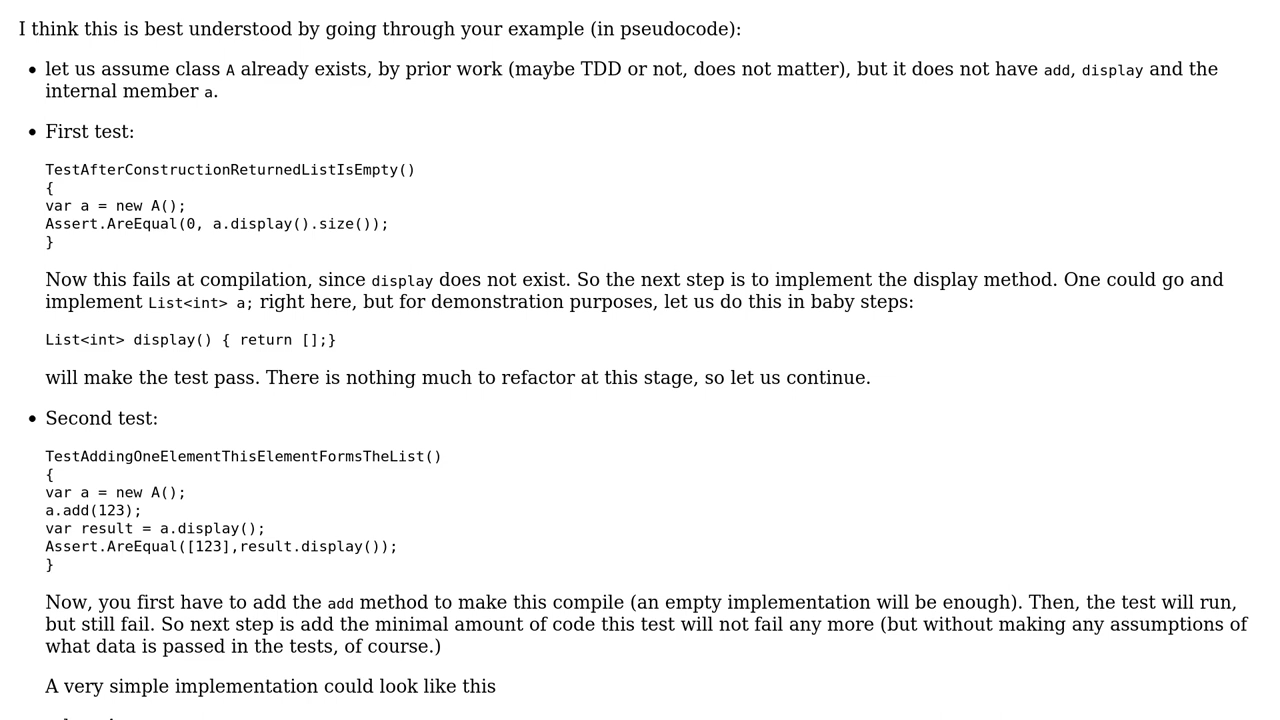 I think this is best understood by going through your example (in pseudocode):
• let us assume class A already exists, by prior work (maybe TDD or not, does not matter), but it does not have add, display and the
internal member a.
• First test:
TestAfterConstructionReturnedListIsEmpty()
{
var a = new A();
Assert.AreEqual(0, a.display().size());
}
Now this fails at compilation, since display does not exist. So the next step is to implement the display method. One could go and
implement List<int> a; right here, but for demonstration purposes, let us do this in baby steps:
List<int> display() { return [];}
will make the test pass. There is nothing much to refactor at this stage, so let us continue.
• Second test:
TestAddingOneElementThisElementFormsTheList()
{
var a = new A();
a.add(123);
var result = a.display();
Assert.AreEqual([123],result.display());
}
Now, you first have to add the add method to make this compile (an empty implementation will be enough). Then, the test will run,
but still fail. So next step is add the minimal amount of code this test will not fail any more (but without making any assumptions of
what data is passed in the tests, of course.)
A very simple implementation could look like this